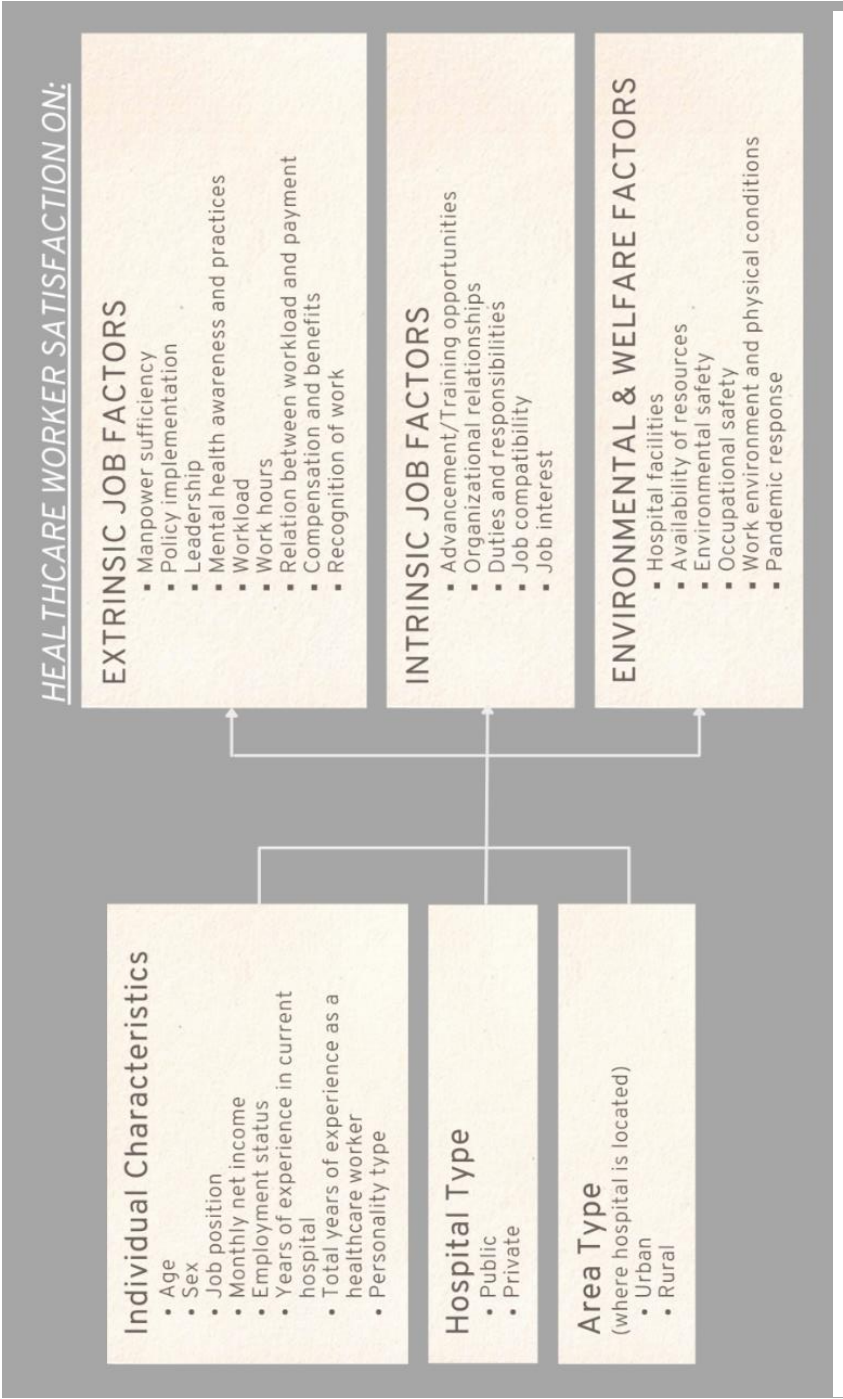 HEALTHCARE WORKER SATISFACTION ON:
Individual Characteristics
• Age
• Sex
• Job position
• Monthly net income
• Employment status
• Years of experience in current
hospital
• Total years of experience as a
healthcare worker
• Personality type
Hospital Type
• Public
• Private
Area Type
(where hospital is located)
• Urban
• Rural
EXTRINSIC JOB FACTORS
▪ Manpower sufficiency
▪ Policy implementation
▪ Leadership
▪ Mental health awareness and practices
▪ Workload
▪ Work hours
▪ Relation between workload and payment
▪ Compensation and benefits
▪ Recognition of work
INTRINSIC JOB FACTORS
▪ Advancement/Training opportunities
▪ Organizational relationships
▪ Duties and responsibilities
▪ Job compatibility
▪ Job interest
ENVIRONMENTAL & WELFARE FACTORS
▪ Hospital facilities
▪ Availability of resources
▪ Environmental safety
▪ Occupational safety
▪ Work environment and physical conditions
▪ Pandemic response